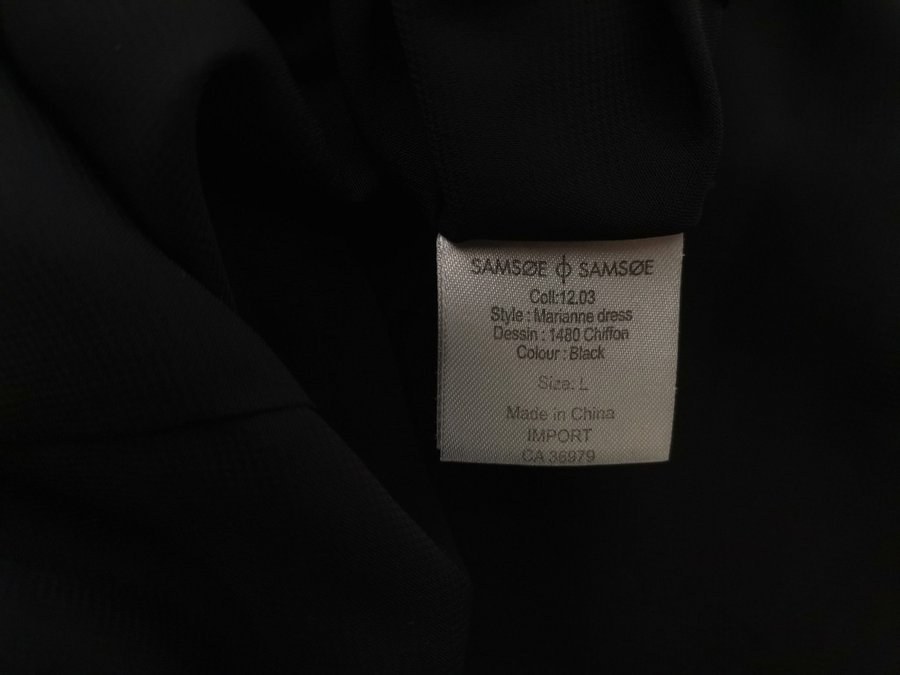 SAMSØE ϕ SAMSØE
Coll:12.03
Style : Marianne dress
Dessin : 1480 Chiffon
Colour : Black
Size: L
Made in China
IMPORT
CA 36979